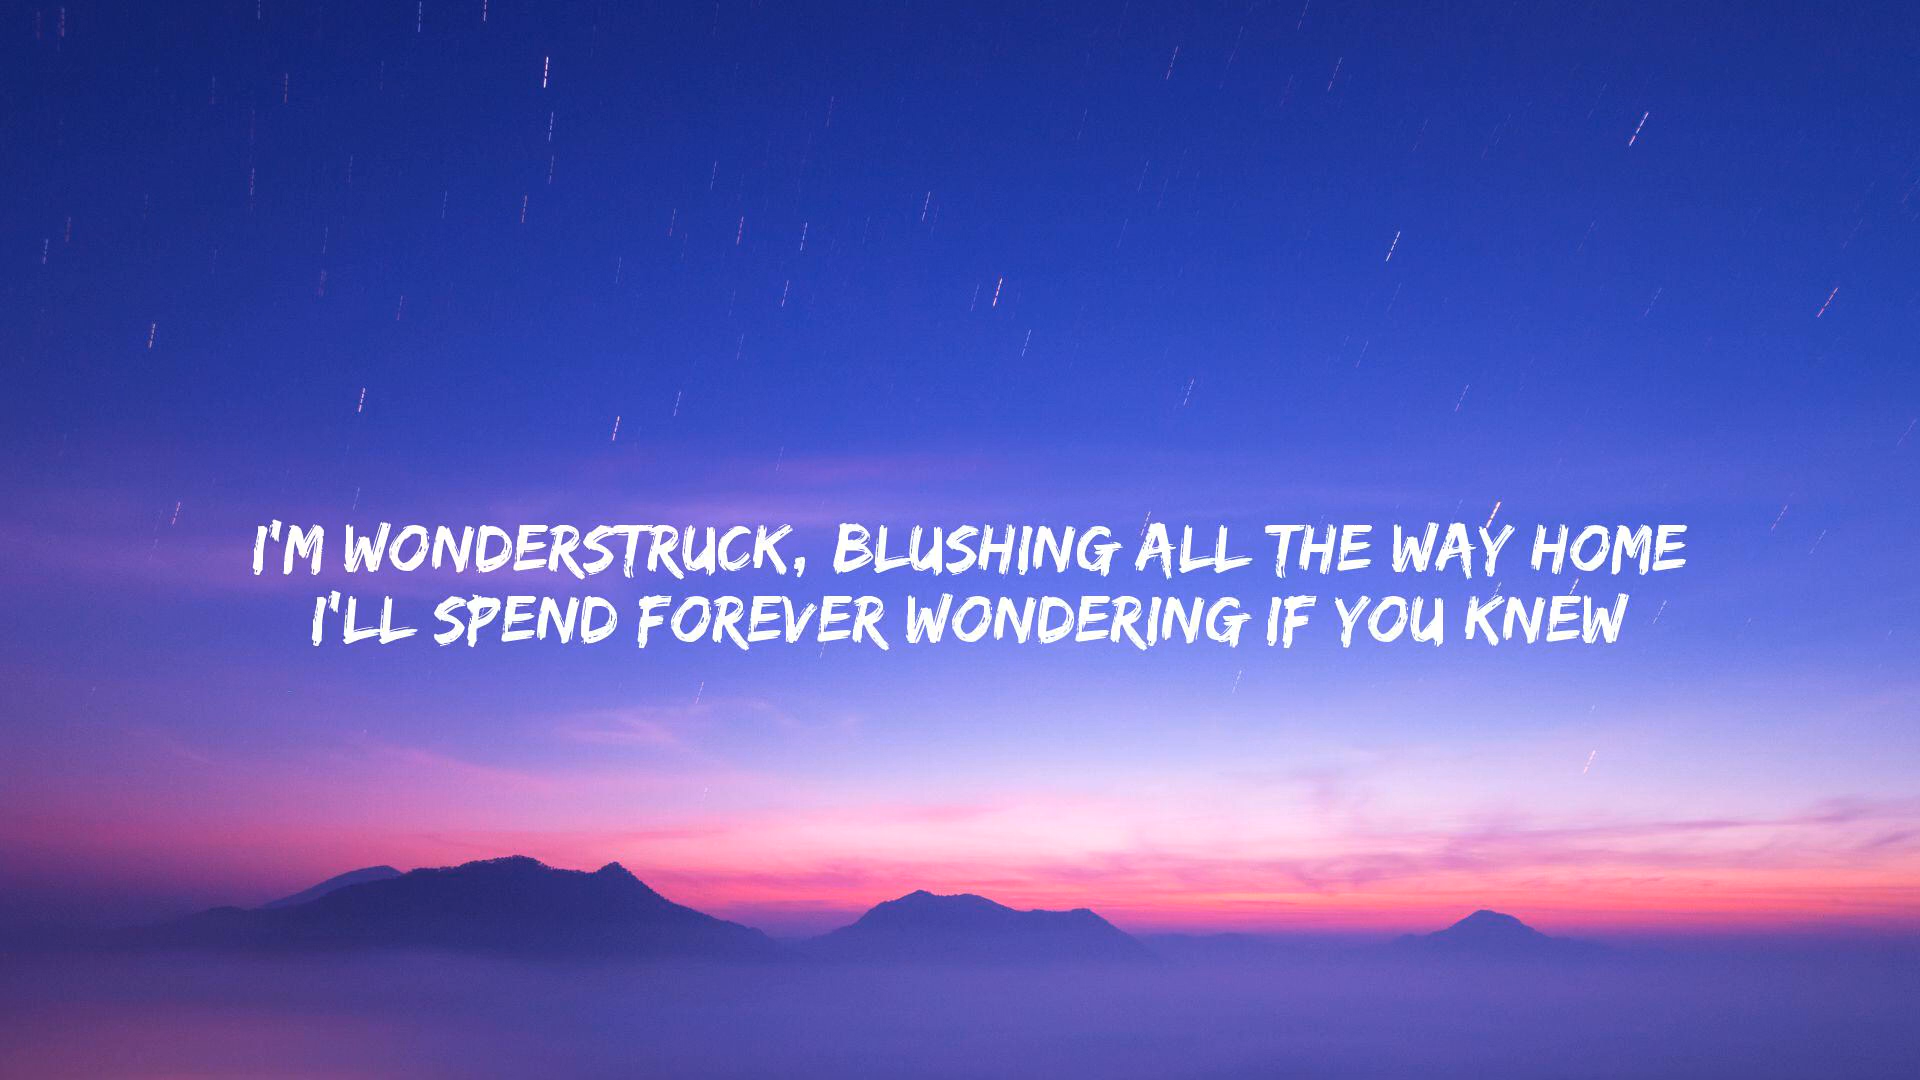 I'M WONDERSTRUCK, BLUSHING ALL THE WAY HOME
I'LL SPEND FOREVER WONDERING IF YOU KNEW